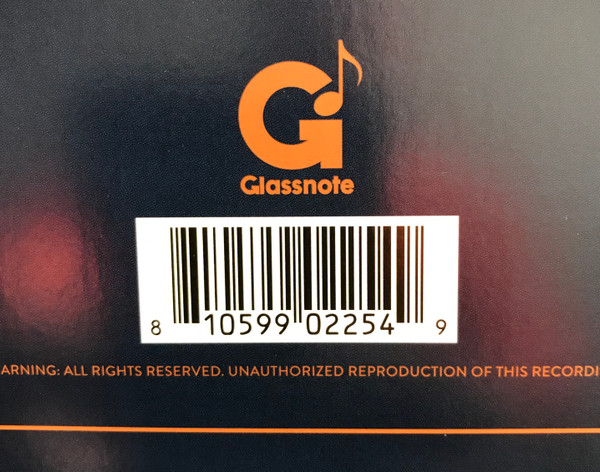 Glassnote
8 10599 02254 9
ARNING: ALL RIGHTS RESERVED. UNAUTHORIZED REPRODUCTION OF THIS RECORDI